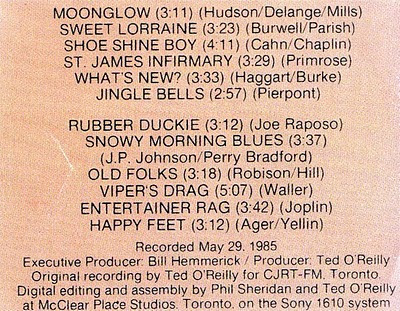 MOONGLOW (3:11) (Hudson/Delange/Mills)
SWEET LORRAINE (3:23) (Burwell/Parish)
SHOE SHINE BOY (4:11) (Cahn/Chaplin)
ST. JAMES INFIRMARY (3:29) (Primrose)
WHAT'S NEW? (3:33) (Haggart/Burke)
JINGLE BELLS (2:57) (Pierpont)
RUBBER DUCKIE (3:12) (Joe Raposo)
SNOWY MORNING BLUES (3:37)
(J.P. Johnson/Perry Bradford)
OLD FOLKS (3:18) (Robison/Hill)
VIPER'S DRAG (5:07) (Waller)
ENTERTAINER RAG (3:42) (Joplin)
HAPPY FEET (3:12) (Ager/Yellin)
Recorded May 29, 1985
Executive Producer: Bill Hemmerick / Producer: Ted O'Reilly
Original recording by Ted O'Reilly for CJRT-FM, Toronto.
Digital editing and assembly by Phil Sheridan and Ted O'Reilly
at McClear Place Studios, Toronto, on the Sony 1610 system